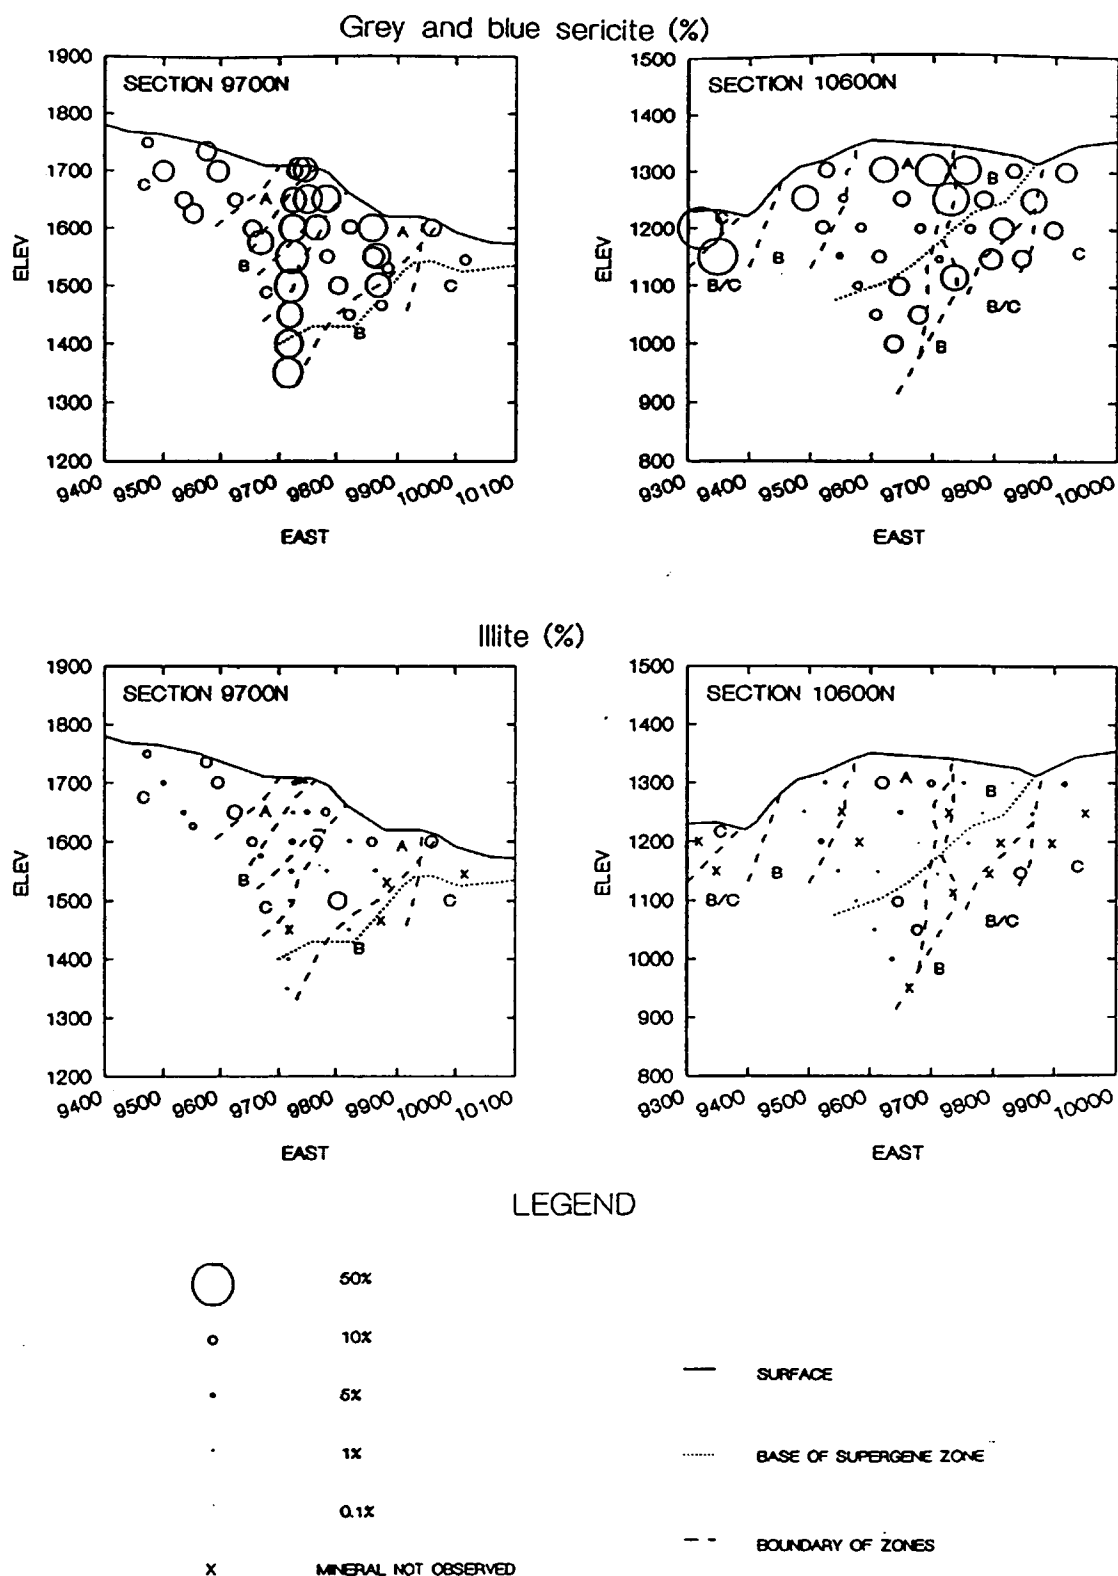 Grey and blue sericite (%)
SECTION 9700N
1900
1800
1700
1600
1500
1400
1300
1200
ELEV
C
A
B
C
A
C
B
9400 9500 9600 9700 9800 9900 10000 10100
EAST
SECTION 10600N
1500
1400
1300
1200
1100
1000
900
800
ELEV
A
A
B
C
B
B/C
C
B/C
B
9300 9400 9500 9600 9700 9800 9900 10000
EAST
Illite (%)
SECTION 9700N
1900
1800
1700
1600
1500
1400
1300
1200
ELEV
C
A
A
B
C
C
B
9400 9500 9600 9700 9800 9900 10000 10100
EAST
SECTION 10600N
1500
1400
1300
1200
1100
1000
900
800
ELEV
A
B
C
B
C
B/C
B/C
B
9300 9400 9500 9600 9700 9800 9900 10000
EAST
LEGEND
50%
10%
5%
1%
0.1%
x MINERAL NOT OBSERVED
SURFACE
BASE OF SUPERGENE ZONE
BOUNDARY OF ZONES